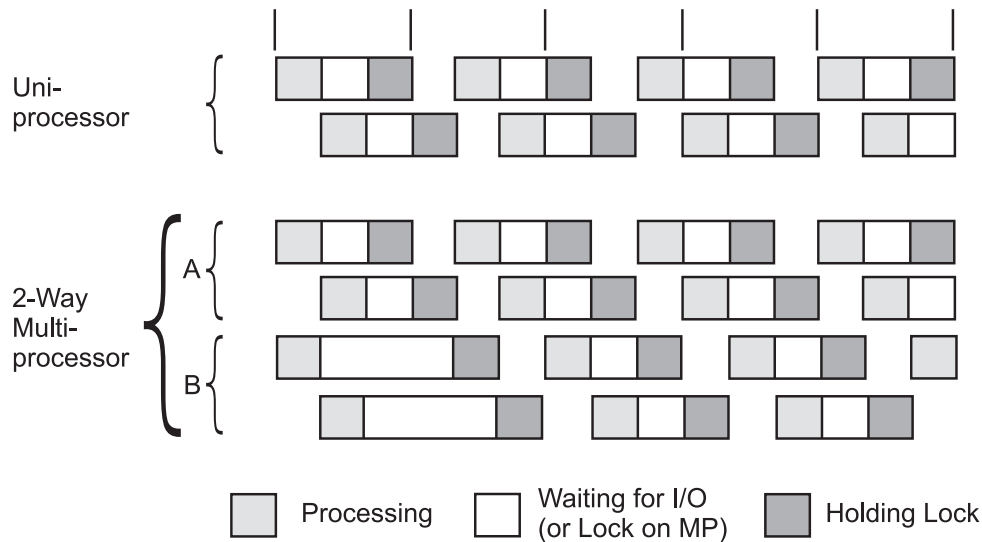 Uni-
processor
2-Way
Multi-
processor
A
B
Processing
Waiting for I/O
(or Lock on MP)
Holding Lock